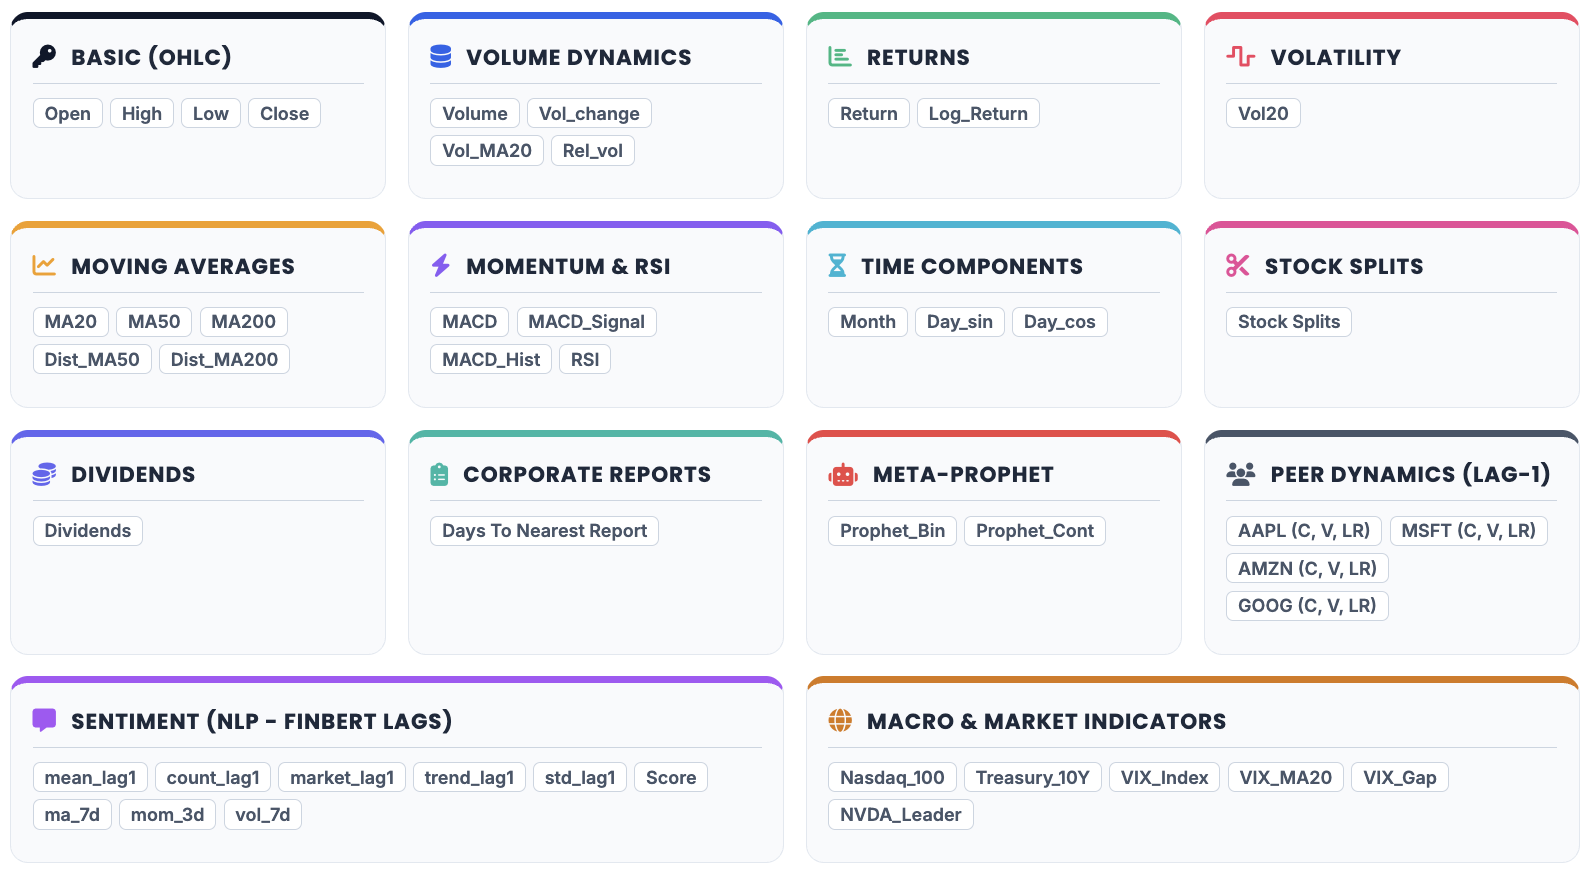 BASIC (OHLC)
Open High Low Close
VOLUME DYNAMICS
Volume Vol_change
Vol_MA20 Rel_vol
RETURNS
Return Log_Return
VOLATILITY
Vol20
MOVING AVERAGES
MA20 MA50 MA200
Dist_MA50 Dist_MA200
MOMENTUM & RSI
MACD MACD_Signal
MACD_Hist RSI
TIME COMPONENTS
Month Day_sin Day_cos
STOCK SPLITS
Stock Splits
DIVIDENDS
Dividends
CORPORATE REPORTS
Days To Nearest Report
META-PROPHET
Prophet_Bin Prophet_Cont
PEER DYNAMICS (LAG-1)
AAPL (C, V, LR) MSFT (C, V, LR)
AMZN (C, V, LR)
GOOG (C, V, LR)
SENTIMENT (NLP - FINBERT LAGS)
mean_lag1 count_lag1 market_lag1 trend_lag1 std_lag1 Score
ma_7d mom_3d vol_7d
MACRO & MARKET INDICATORS
Nasdaq_100 Treasury_10Y VIX_Index VIX_MA20 VIX_Gap
NVDA_Leader